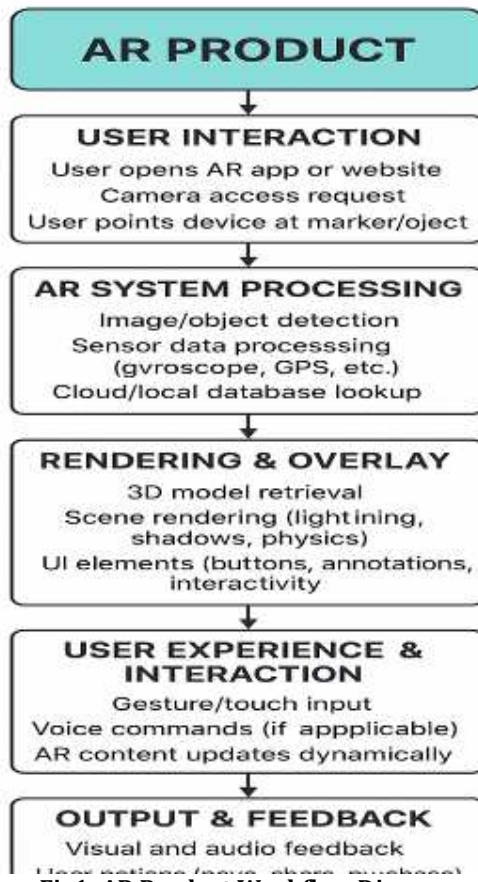 AR PRODUCT
USER INTERACTION
User opens AR app or website
Camera access request
User points device at marker/oject
AR SYSTEM PROCESSING
Image/object detection
Sensor data processsing
(gvroscope, GPS, etc.)
Cloud/local database lookup
RENDERING & OVERLAY
3D model retrieval
Scene rendering (lightining,
shadows, physics)
UI elements (buttons, annotations,
interactivity
USER EXPERIENCE &
INTERACTION
Gesture/touch input
Voice commands (if appplicable)
AR content updates dynamically
OUTPUT & FEEDBACK
Visual and audio feedback